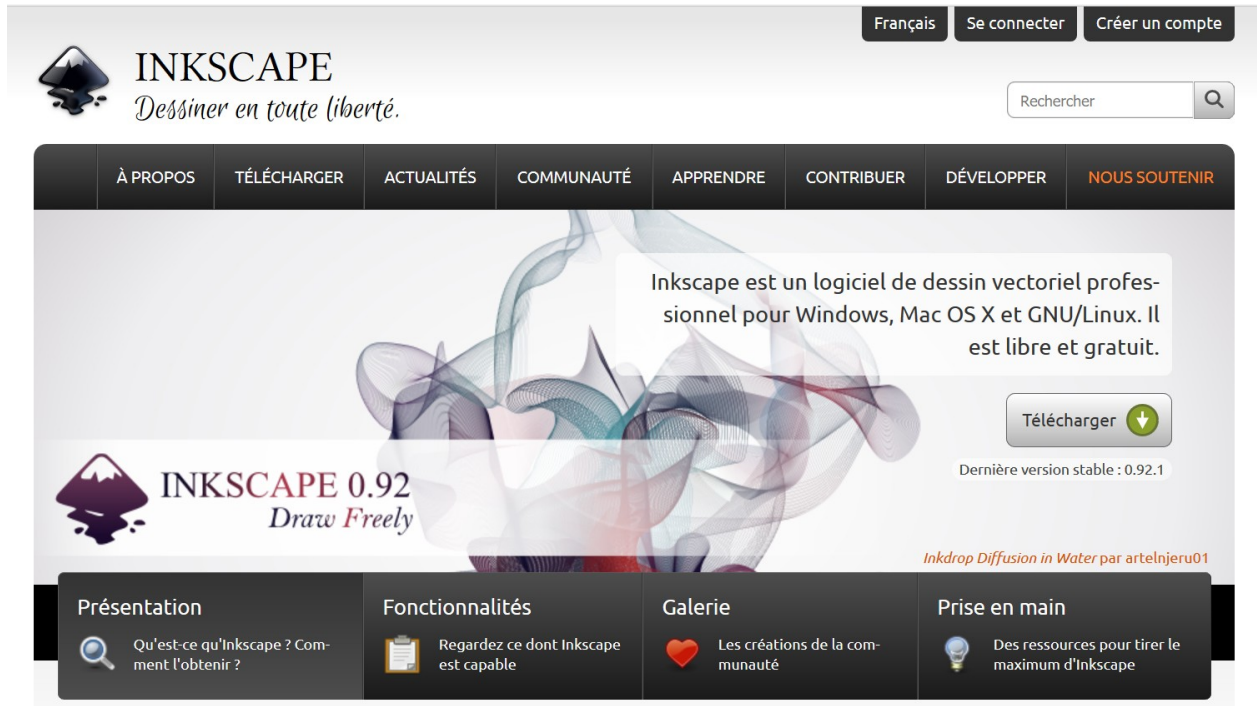 Français Se connecter Créer un compte
INKSCAPE
Dessiner en toute liberté.
Rechercher
À PROPOS TÉLÉCHARGER ACTUALITÉS COMMUNAUTÉ APPRENDRE CONTRIBUER DÉVELOPPER NOUS SOUTENIR
Inkscape est un logiciel de dessin vectoriel profes-
sionnel pour Windows, Mac OS X et GNU/Linux. Il
est libre et gratuit.
Télécharger
Dernière version stable : 0.92.1
INKSCAPE 0.92
Draw Freely
Inkdrop Diffusion in Water par artelnjeru01
Présentation
Qu'est-ce qu'Inkscape ? Com-
ment l'obtenir ?
Fonctionnalités
Regardez ce dont Inkscape
est capable
Galerie
Les créations de la com-
munauté
Prise en main
Des ressources pour tirer le
maximum d'Inkscape